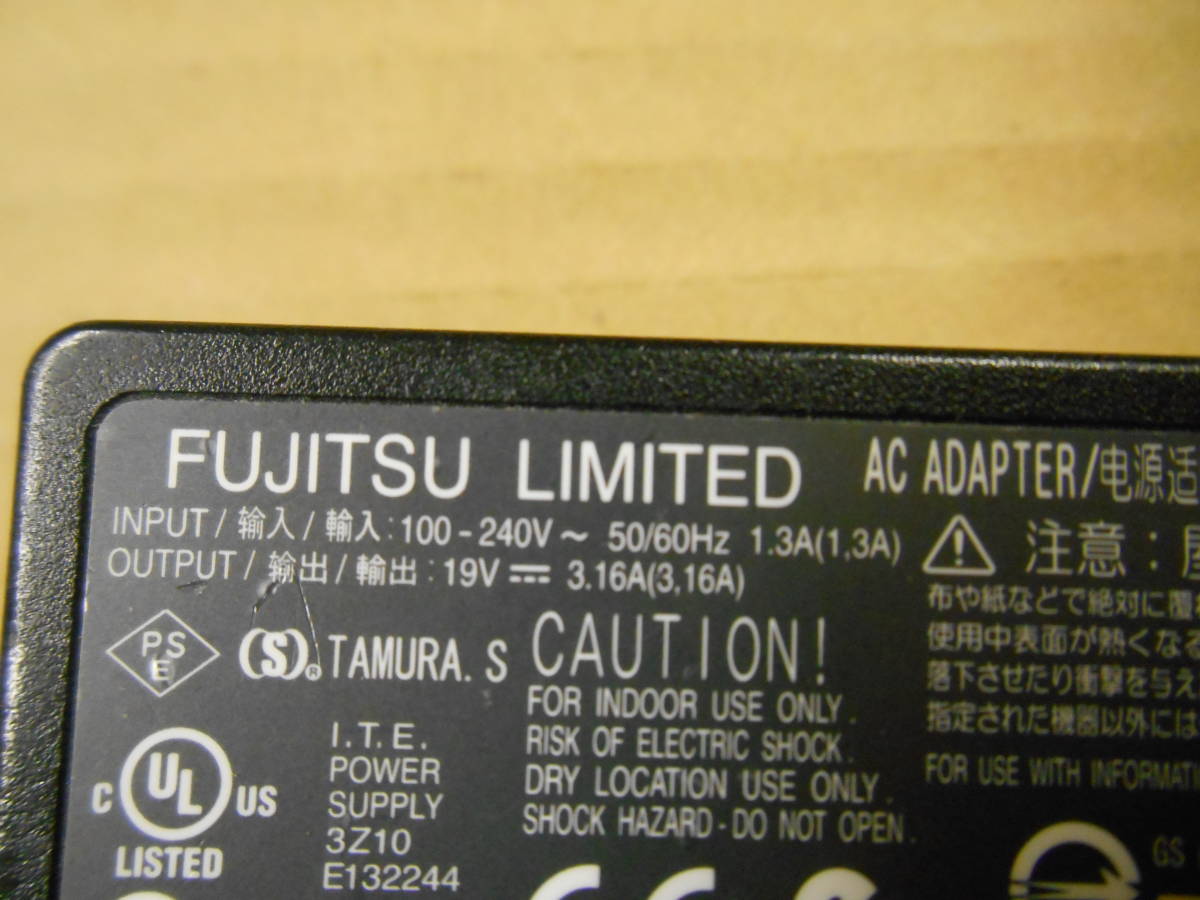 FUJITSU LIMITED AC ADAPTER/电源适
INPUT/输入/輸入:100-240V～ 50/60Hz 1.3A(1,3A)
OUTPUT/输出/輸出:19V⎓ 3.16A(3,16A)
注意:
布や紙などで絶対に覆
使用中表面が熱くなる
落下させたり衝撃を与え
指定された機器以外には
FOR USE WITH INFORMATI
PS
E
(S)® TAMURA.S
CAUTION!
FOR INDOOR USE ONLY.
RISK OF ELECTRIC SHOCK.
DRY LOCATION USE ONLY.
SHOCK HAZARD-DO NOT OPEN.
C UL US
LISTED
I.T.E.
POWER
SUPPLY
3Z10
E132244
GS